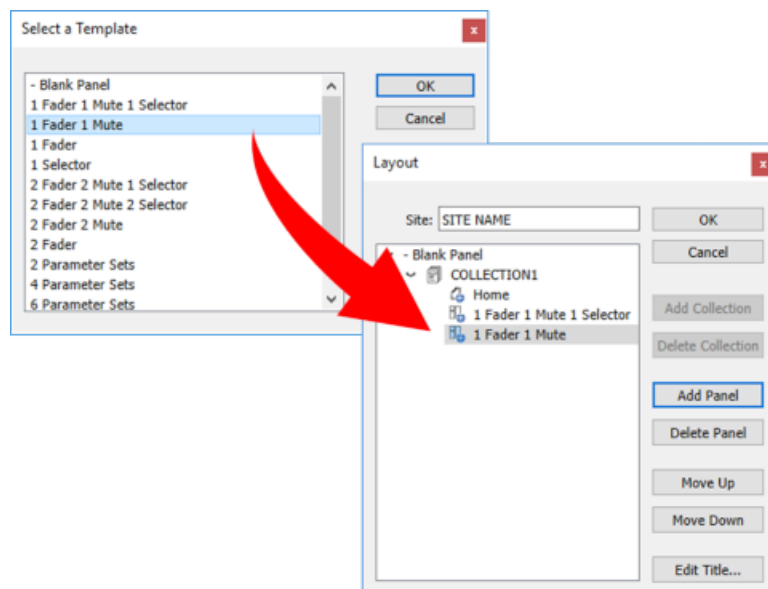 Select a Template
x
- Blank Panel
1 Fader 1 Mute 1 Selector
1 Fader 1 Mute
1 Fader
1 Selector
2 Fader 2 Mute 1 Selector
2 Fader 2 Mute 2 Selector
2 Fader 2 Mute
2 Fader
2 Parameter Sets
4 Parameter Sets
6 Parameter Sets
OK
Cancel
Layout
x
Site: SITE NAME
- Blank Panel
COLLECTION1
Home
1 Fader 1 Mute 1 Selector
1 Fader 1 Mute
OK
Cancel
Add Collection
Delete Collection
Add Panel
Delete Panel
Move Up
Move Down
Edit Title...